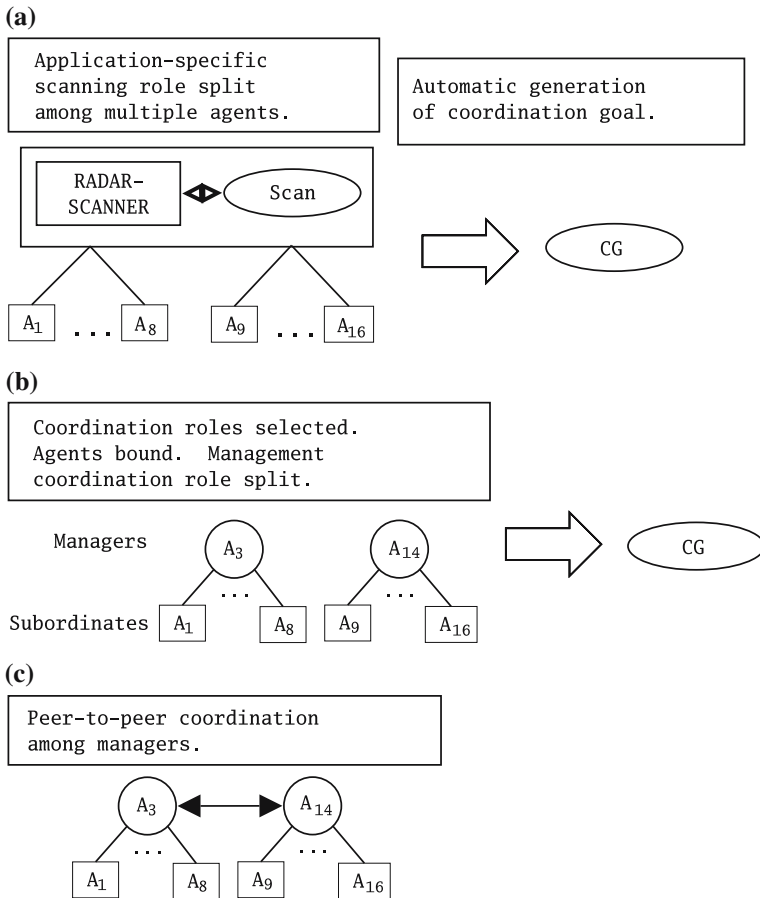 (a)
Application-specific
scanning role split
among multiple agents.
Automatic generation
of coordination goal.
RADAR-
SCANNER
Scan
CG
A1 ... A8 A9 ... A16
(b)
Coordination roles selected.
Agents bound. Management
coordination role split.
Managers A3 A14
CG
... ...
Subordinates A1 A8 A9 A16
(c)
Peer-to-peer coordination
among managers.
A3 A14
... ...
A1 A8 A9 A16